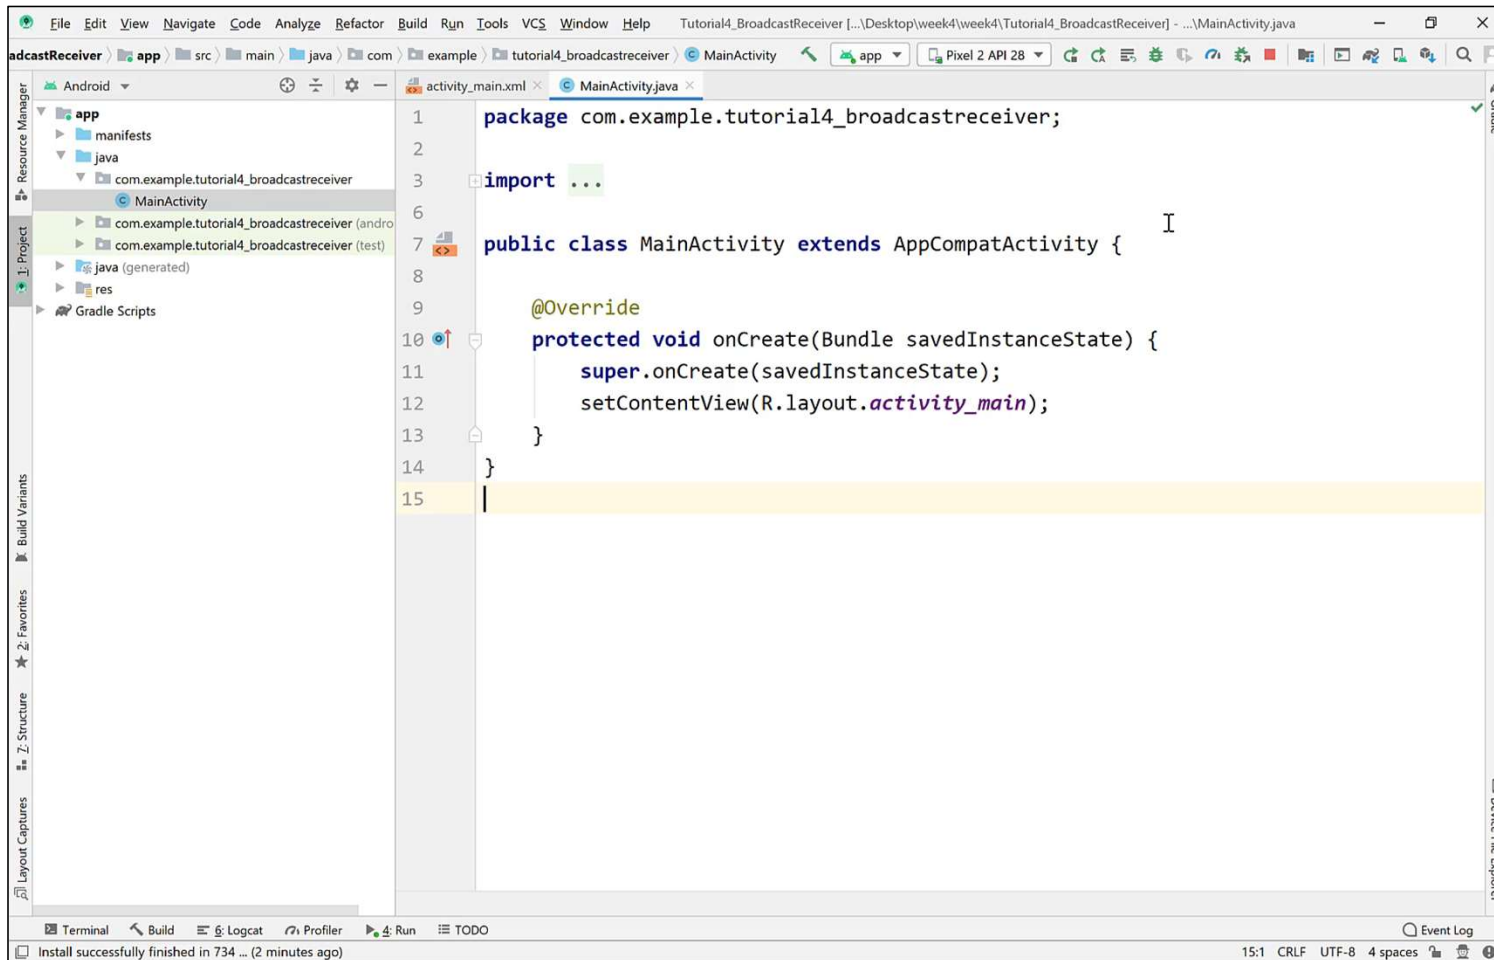 File Edit View Navigate Code Analyze Refactor Build Run Tools VCS Window Help Tutorial4_BroadcastReceiver [...\Desktop\week4\week4\Tutorial4_BroadcastReceiver] - ...\MainActivity.java
adcastReceiver app src main java com example tutorial4_broadcastreceiver MainActivity app Pixel 2 API 28
Android
activity_main.xml MainActivity.java
Resource Manager
1: Project
Build Variants
2: Favorites
Z: Structure
Layout Captures
app
manifests
java
com.example.tutorial4_broadcastreceiver
MainActivity
com.example.tutorial4_broadcastreceiver (andro
com.example.tutorial4_broadcastreceiver (test)
java (generated)
res
Gradle Scripts
1 package com.example.tutorial4_broadcastreceiver;
2
3 import ...
6
7 public class MainActivity extends AppCompatActivity {
8
9 @Override
10 protected void onCreate(Bundle savedInstanceState) {
11 super.onCreate(savedInstanceState);
12 setContentView(R.layout.activity_main);
13 }
14 }
15
Terminal Build 6: Logcat Profiler 4: Run TODO Event Log
Install successfully finished in 734 ... (2 minutes ago) 15:1 CRLF UTF-8 4 spaces